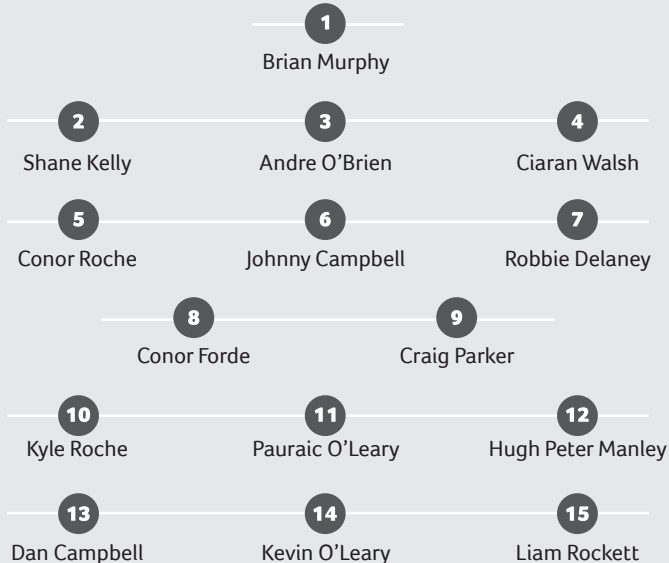 1
Brian Murphy
2 3 4
Shane Kelly Andre O’Brien Ciaran Walsh
5 6 7
Conor Roche Johnny Campbell Robbie Delaney
8 9
Conor Forde Craig Parker
10 11 12
Kyle Roche Pauraic O’Leary Hugh Peter Manley
13 14 15
Dan Campbell Kevin O’Leary Liam Rockett